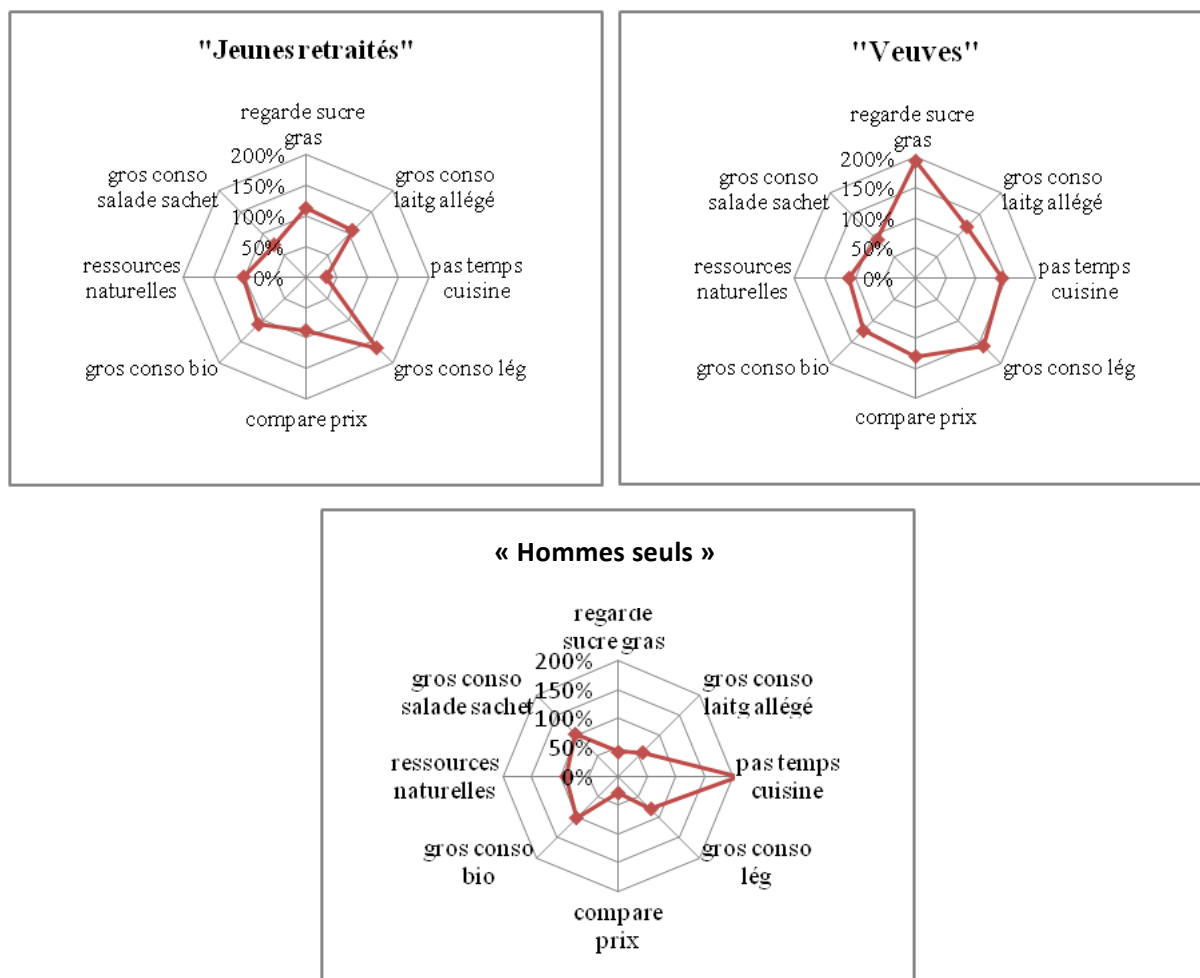 "Jeunes retraités"
regarde sucre
gras
200%
150%
100%
50%
0%
gros conso
laitg allégé
pas temps
cuisine
gros conso lég
compare prix
gros conso bio
ressources
naturelles
gros conso
salade sachet
"Veuves"
regarde sucre
gras
200%
150%
100%
50%
0%
gros conso
laitg allégé
pas temps
cuisine
gros conso lég
compare prix
gros conso bio
ressources
naturelles
gros conso
salade sachet
« Hommes seuls »
regarde
sucre gras
200%
150%
100%
50%
0%
gros conso
laitg allégé
pas temps
cuisine
gros conso
lég
compare
prix
gros conso
bio
ressources
naturelles
gros conso
salade sachet